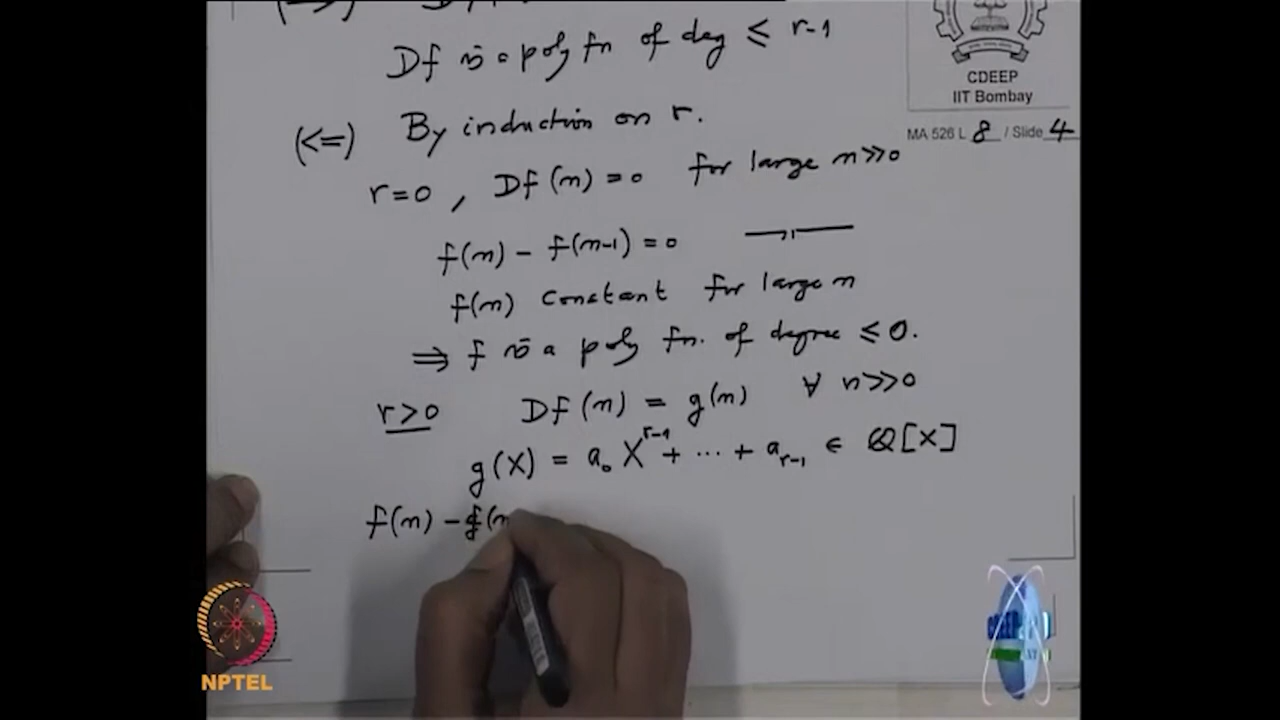 (=>)
Df is a poly fn of deg ≤ r-1
CDEEP
IIT Bombay
MA 526 L 8 / Slide 4
(<=) By induction on r.
r=0, Df(n)=0 for large n≫0
f(n) - f(n-1) = 0 —〃—
f(n) constant for large n
⇒ f is a poly fn. of degree ≤ 0.
r>0 Df(n) = g(n) ∀ n≫0
g(X) = a₀X^{r-1} + ⋯ + a_{r-1} ∈ Q[X]
f(n) - f(n
NPTEL